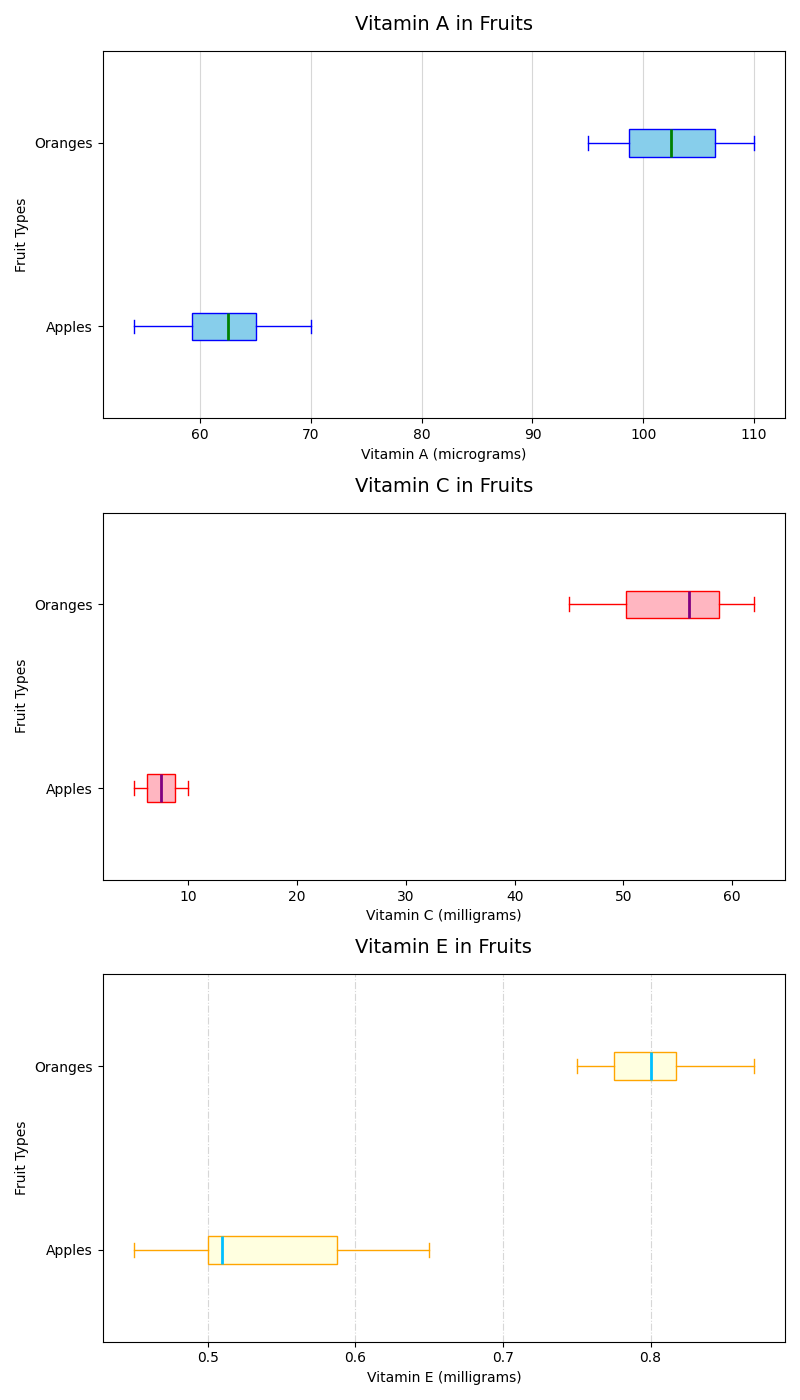 Vitamin A in Fruits
Fruit Types
Oranges
Apples
60 70 80 90 100 110
Vitamin A (micrograms)
Vitamin C in Fruits
Fruit Types
Oranges
Apples
10 20 30 40 50 60
Vitamin C (milligrams)
Vitamin E in Fruits
Fruit Types
Oranges
Apples
0.5 0.6 0.7 0.8
Vitamin E (milligrams)